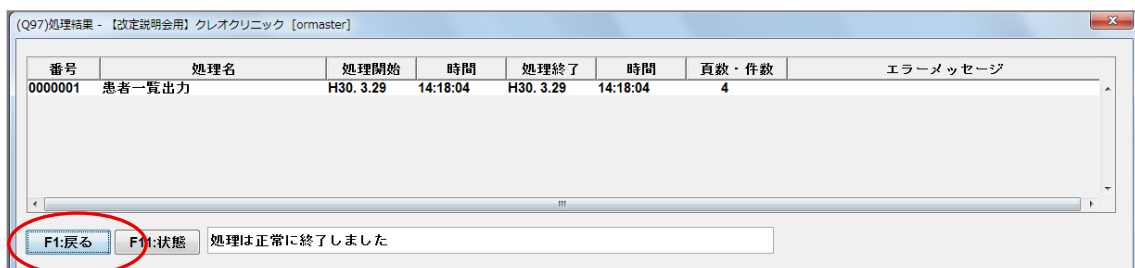 (Q97)処理結果 - 【改定説明会用】クレオクリニック [ormaster]
番号 処理名 処理開始 時間 処理終了 時間 頁数・件数 エラーメッセージ
0000001 患者一覧出力 H30. 3.29 14:18:04 H30. 3.29 14:18:04 4
F1:戻る F11:状態 処理は正常に終了しました